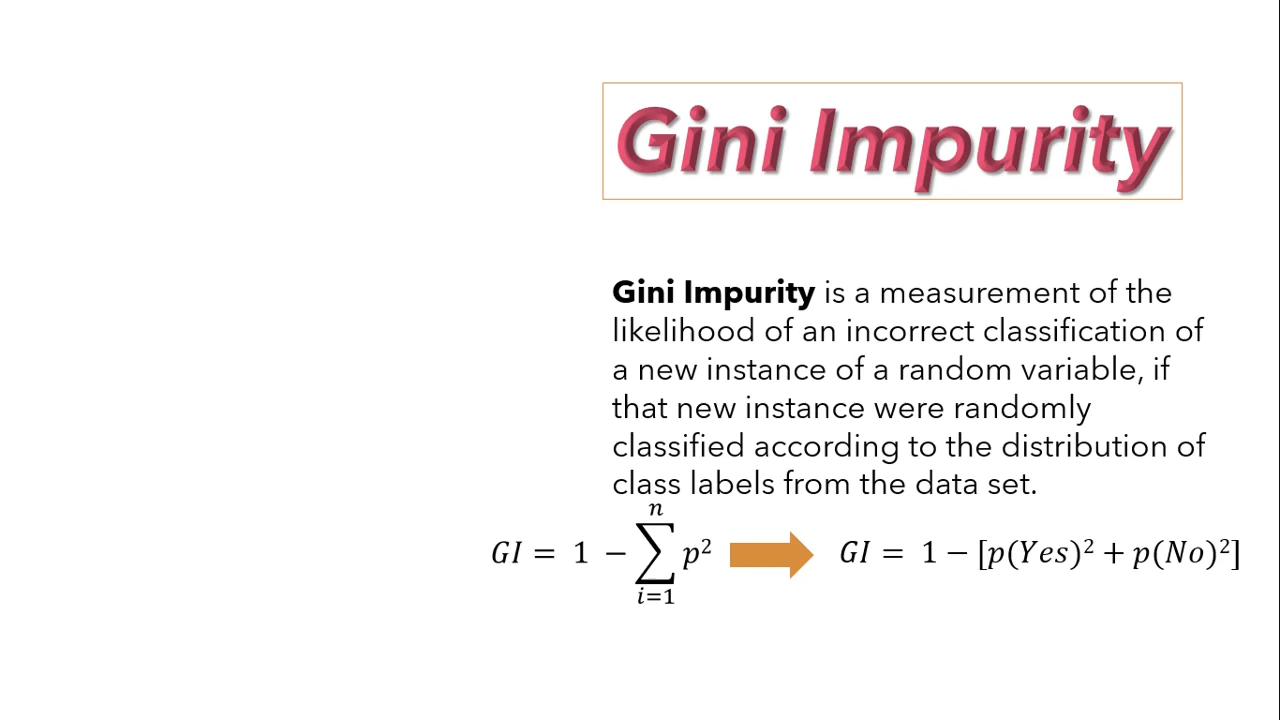 Gini Impurity
Gini Impurity is a measurement of the
likelihood of an incorrect classification of
a new instance of a random variable, if
that new instance were randomly
classified according to the distribution of
class labels from the data set.
GI = 1 − ∑ⁿᵢ₌₁ p² GI = 1 − [p(Yes)² + p(No)²]